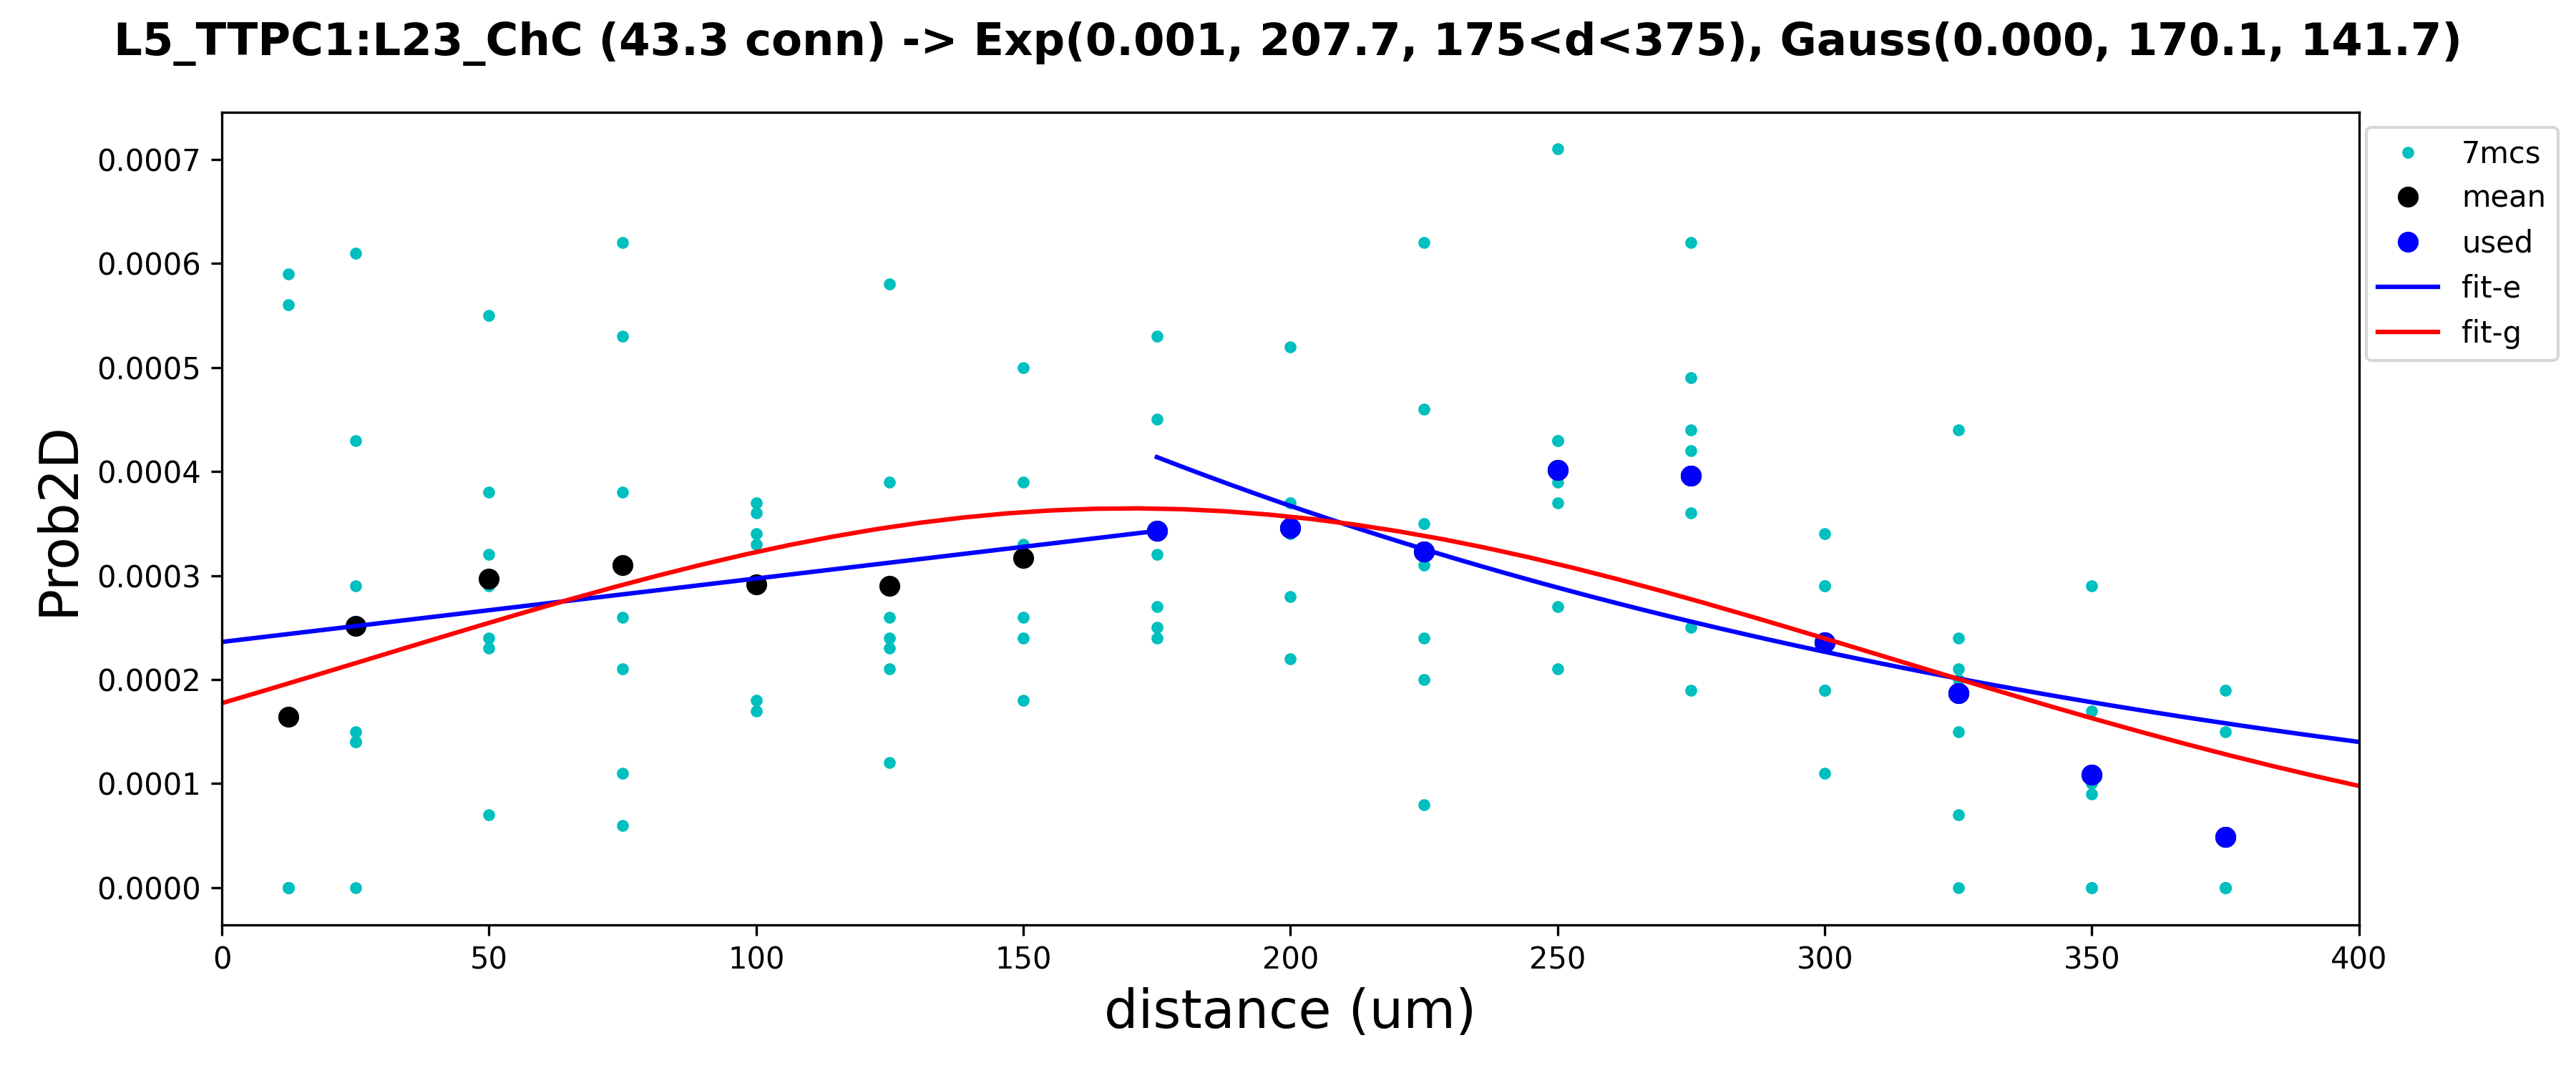 L5_TTPC1:L23_ChC (43.3 conn) -> Exp(0.001, 207.7, 175<d<375), Gauss(0.000, 170.1, 141.7)
Prob2D
0.0007
0.0006
0.0005
0.0004
0.0003
0.0002
0.0001
0.0000
0 50 100 150 200 250 300 350 400
distance (um)
7mcs
mean
used
fit-e
fit-g